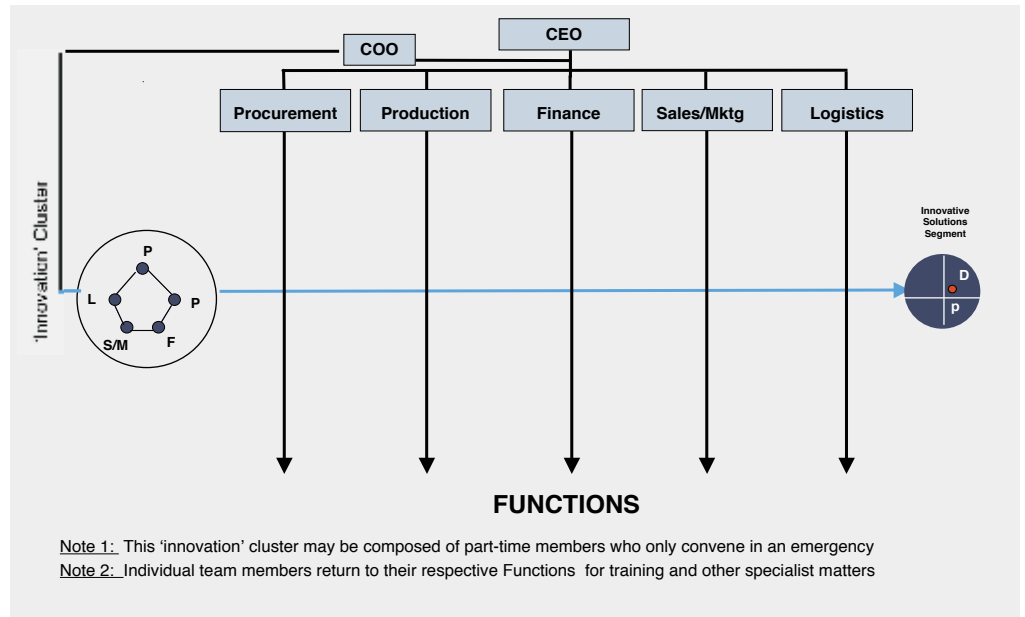 CEO
COO
Procurement
Production
Finance
Sales/Mktg
Logistics
'Innovation' Cluster
Innovative
Solutions
Segment
P
L
P
S/M
F
D
p
FUNCTIONS
Note 1: This ‘innovation’ cluster may be composed of part-time members who only convene in an emergency
Note 2: Individual team members return to their respective Functions for training and other specialist matters